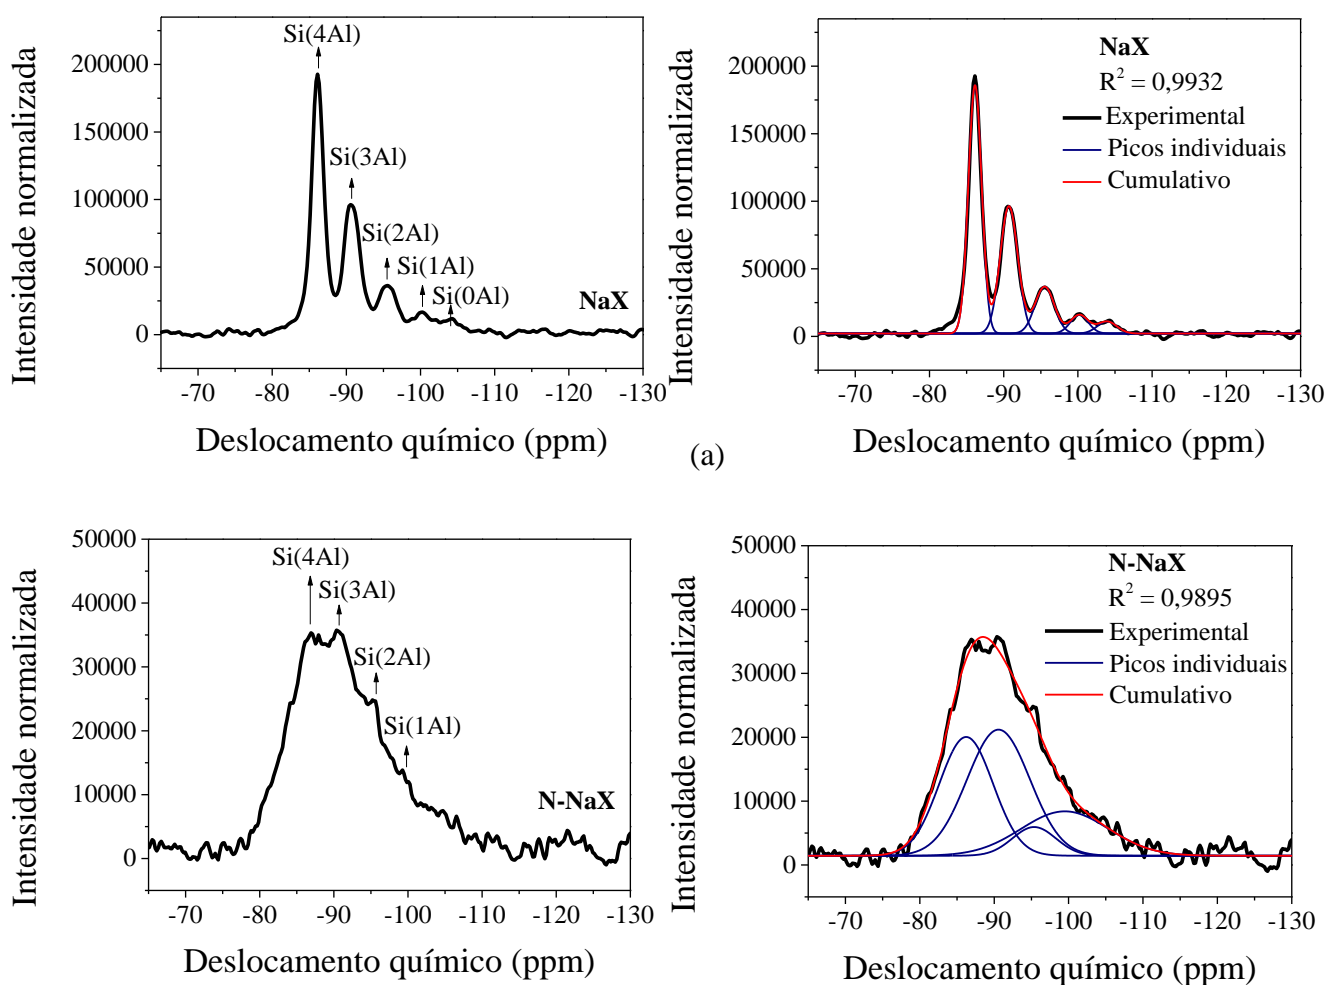 Intensidade normalizada
200000
150000
100000
50000
0
Si(4Al)
Si(3Al)
Si(2Al)
Si(1Al)
Si(0Al)
NaX
-70 -80 -90 -100 -110 -120 -130
Deslocamento químico (ppm)
Intensidade normalizada
200000
150000
100000
50000
0
NaX
R² = 0,9932
Experimental
Picos individuais
Cumulativo
-70 -80 -90 -100 -110 -120 -130
Deslocamento químico (ppm)
(a)
Intensidade normalizada
50000
40000
30000
20000
10000
0
Si(4Al)
Si(3Al)
Si(2Al)
Si(1Al)
N-NaX
-70 -80 -90 -100 -110 -120 -130
Deslocamento químico (ppm)
Intensidade normalizada
50000
40000
30000
20000
10000
0
N-NaX
R² = 0,9895
Experimental
Picos individuais
Cumulativo
-70 -80 -90 -100 -110 -120 -130
Deslocamento químico (ppm)